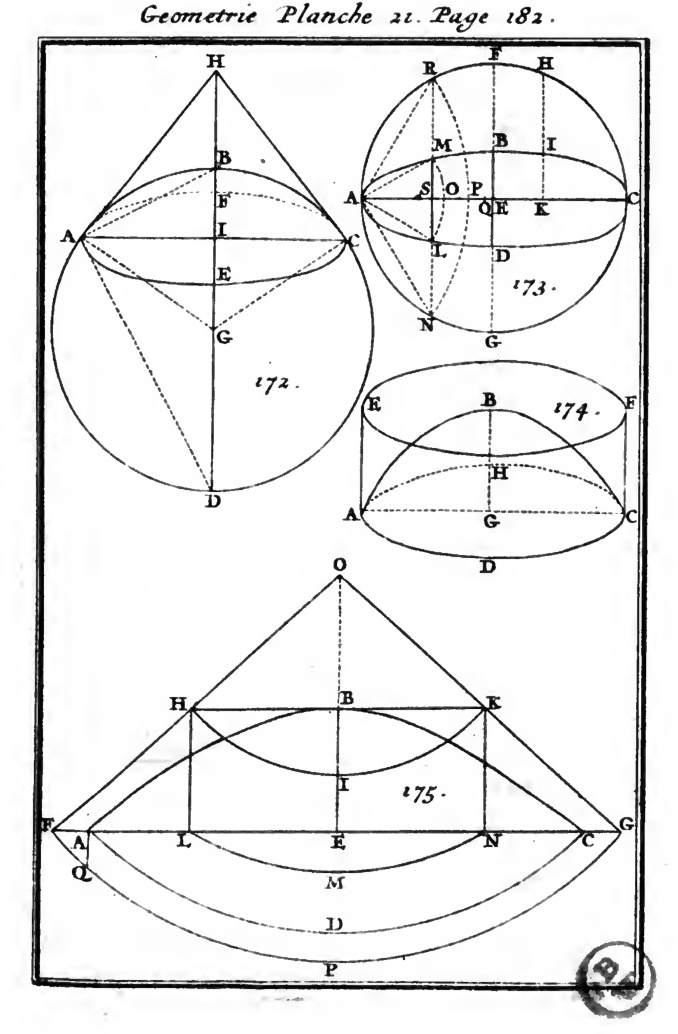 Geometrie Planche 21. Page 182.
H
B
F
A I C
E
G
172.
D
F
R H
M B I
A S O P Q E K C
L D
173.
N
G
E B 174. F
H
A G C
D
O
H B K
I 175.
F A L E N C G
Q
M
D
P
B